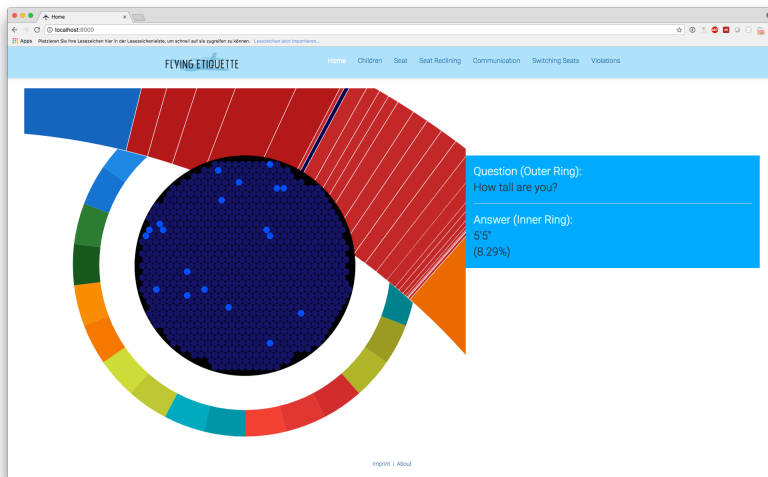 Home
localhost:8000
Apps Platzieren Sie Ihre Lesezeichen hier in der Lesezeichenleiste, um schnell auf sie zugreifen zu können. Lesezeichen jetzt importieren...
FLYING ETIQUETTE
Home Children Seat Seat Reclining Communication Switching Seats Violations
Question (Outer Ring):
How tall are you?
Answer (Inner Ring):
5'5"
(8.29%)
Imprint | About